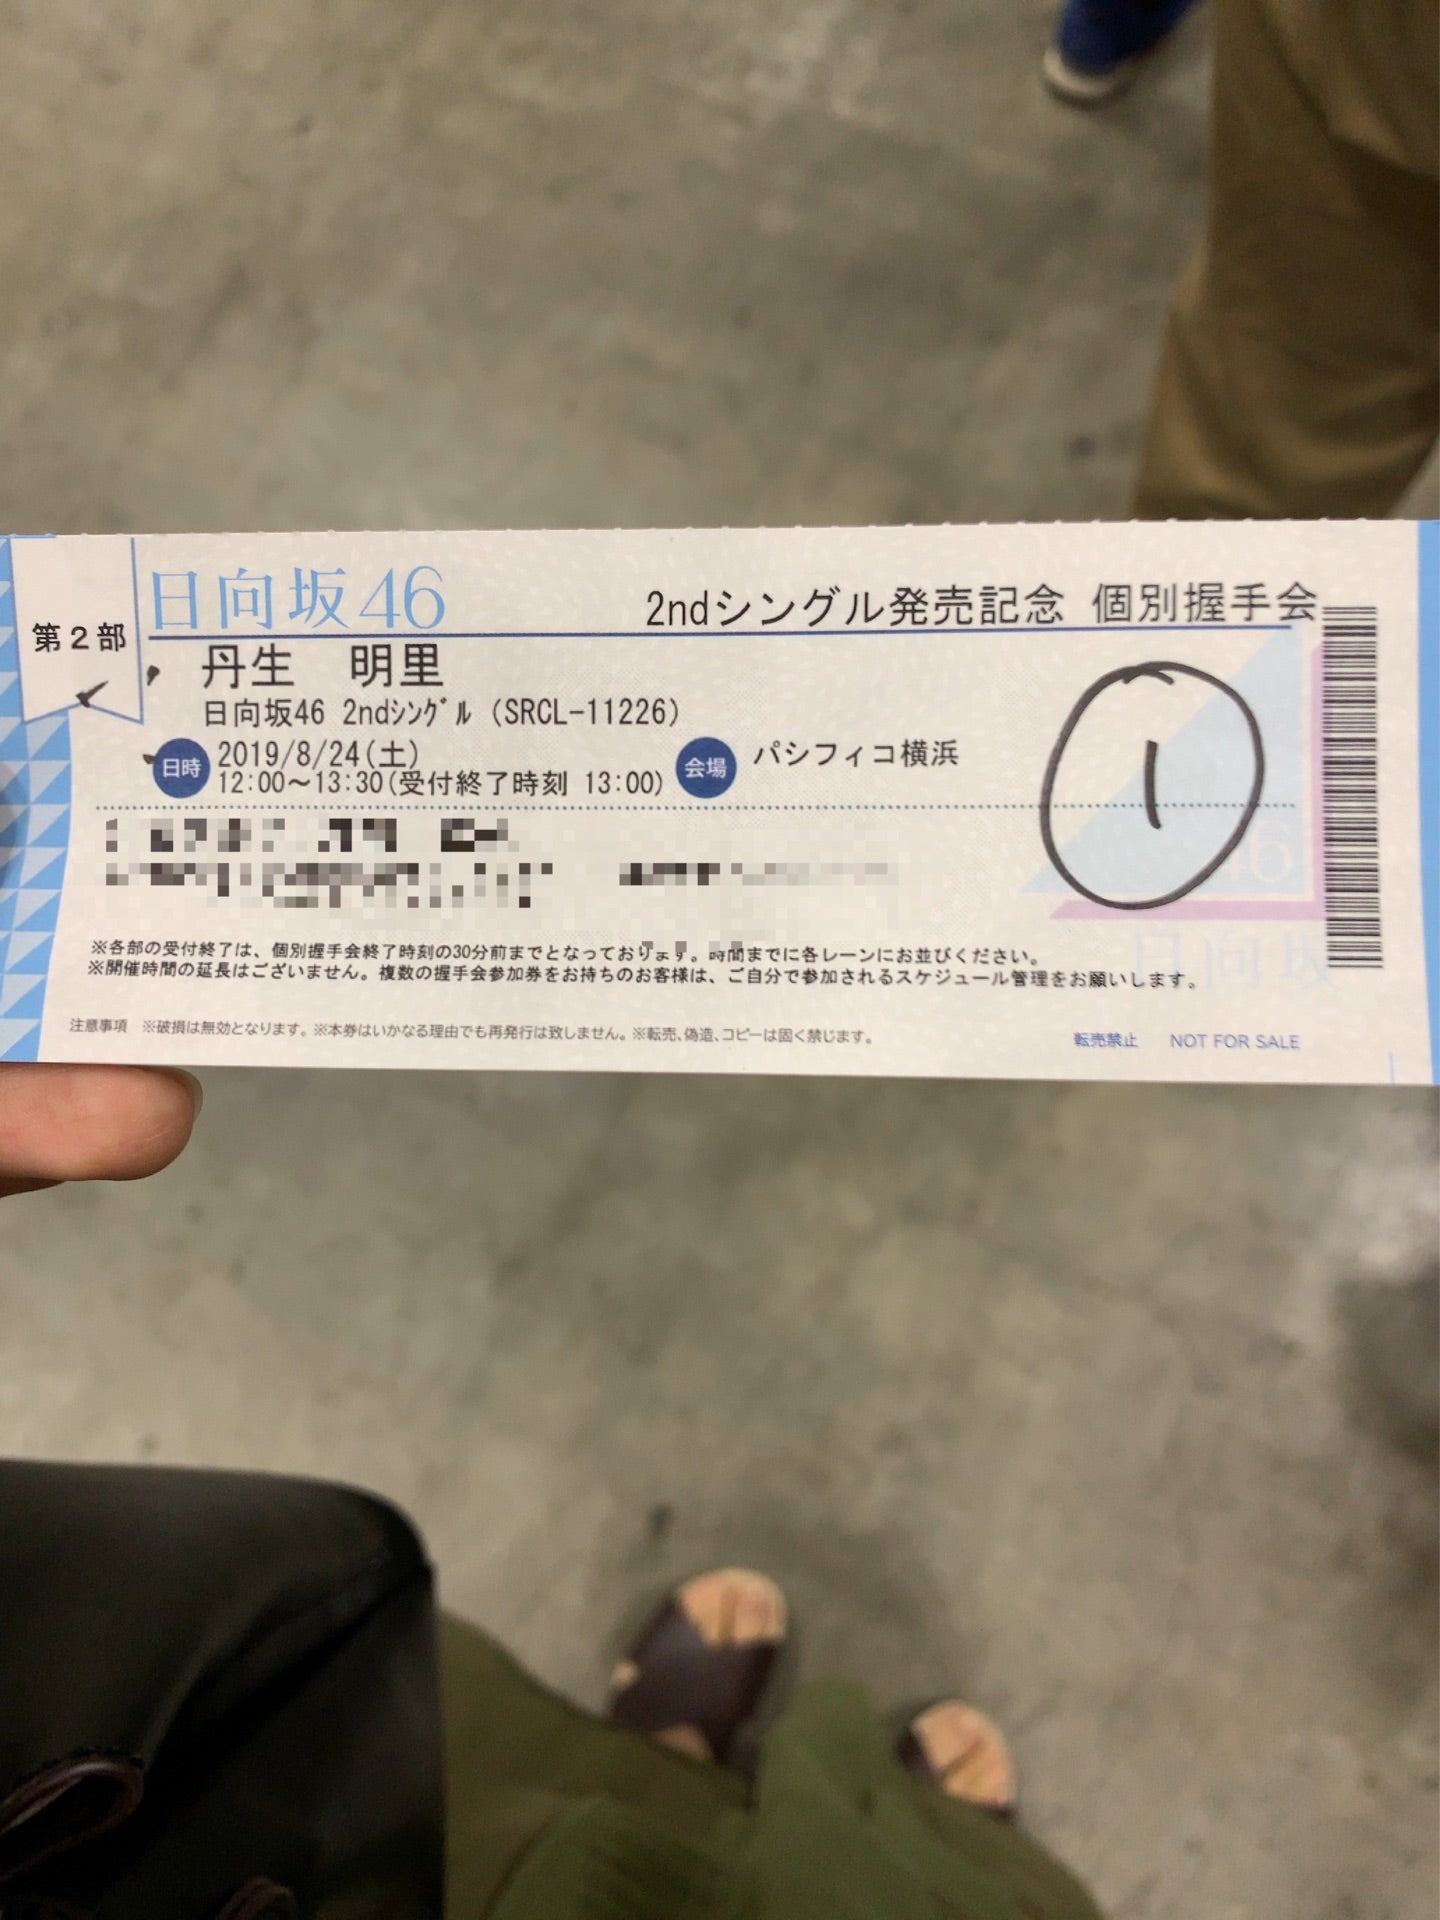 第2部
日向坂46
2ndシングル発売記念 個別握手会
丹生 明里
日向坂46 2ndｼﾝｸﾞﾙ (SRCL-11226)
日時
2019/8/24(土)
12:00～13:30(受付終了時刻 13:00)
会場
パシフィコ横浜
1
※各部の受付終了は、個別握手会終了時刻の30分前までとなっております。時間までに各レーンにお並びください。
※開催時間の延長はございません。複数の握手会参加券をお持ちのお客様は、ご自分で参加されるスケジュール管理をお願いします。
注意事項 ※破損は無効となります。※本券はいかなる理由でも再発行は致しません。※転売、偽造、コピーは固く禁じます。
転売禁止 NOT FOR SALE
日向坂
46